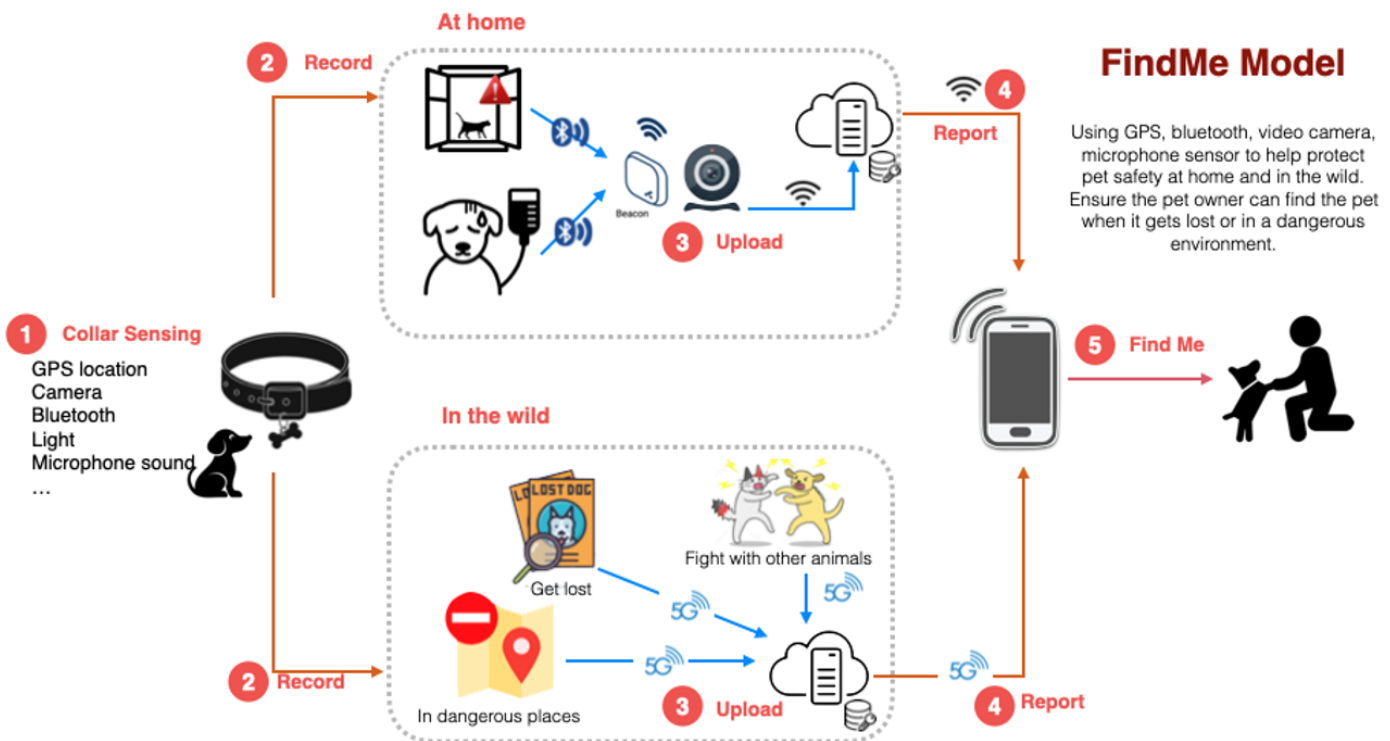 At home
2 Record
FindMe Model
4
Report
Using GPS, bluetooth, video camera,
microphone sensor to help protect
pet safety at home and in the wild.
Ensure the pet owner can find the pet
when it gets lost or in a dangerous
environment.
Beacon
3 Upload
1 Collar Sensing
GPS location
Camera
Bluetooth
Light
Microphone sound
...
5 Find Me
In the wild
LO
LOST DOG
Get lost
Fight with other animals
5G
5G
5G
In dangerous places
2 Record
3 Upload
5G
4 Report